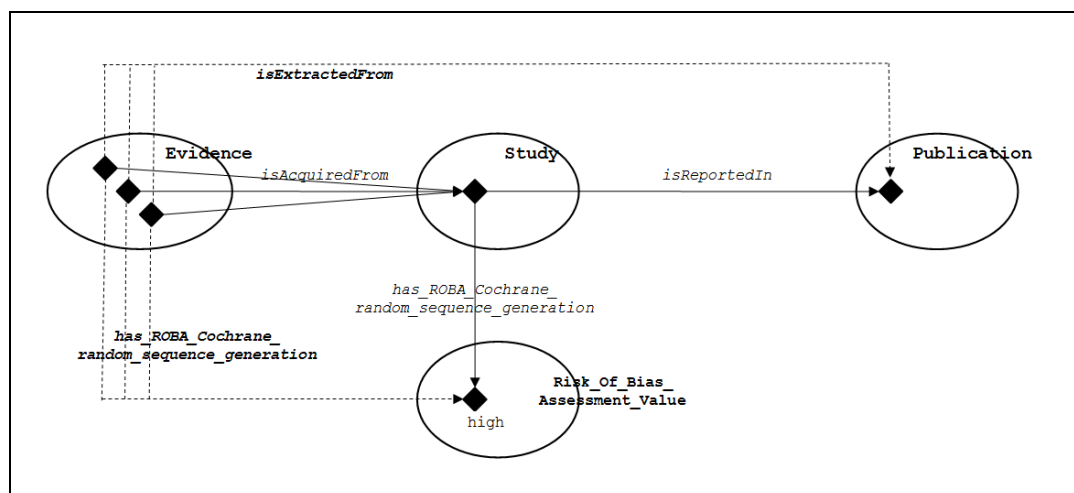 isExtractedFrom
Evidence
Study
Publication
isAcquiredFrom
isReportedIn
has_ROBA_Cochrane_
random_sequence_generation
has_ROBA_Cochrane_
random_sequence_generation
Risk_Of_Bias_
Assessment_Value
high